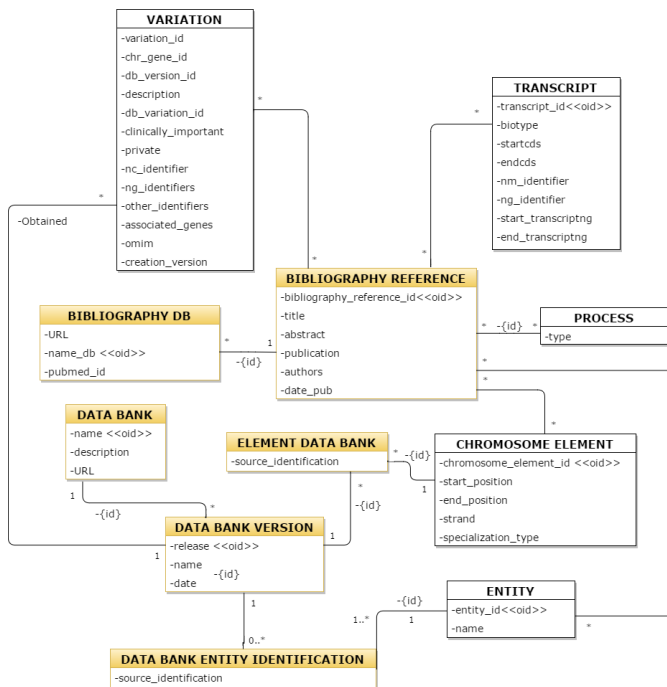 VARIATION
-variation_id
-chr_gene_id
-db_version_id
-description
-db_variation_id
-clinically_important
-private
-nc_identifier
-ng_identifiers
-other_identifiers
-associated_genes
-omim
-creation_version
*
*
-Obtained
*
TRANSCRIPT
-transcript_id<<oid>>
-biotype
-startcds
-endcds
-nm_identifier
-ng_identifier
-start_transcriptng
-end_transcriptng
*
*
BIBLIOGRAPHY REFERENCE
-bibliography_reference_id<<oid>>
-title
-abstract
-publication
-authors
-date_pub
BIBLIOGRAPHY DB
-URL
-name_db <<oid>>
-pubmed_id
*
1
-{id}
PROCESS
-type
*
-{id}
*
*
*
*
DATA BANK
-name <<oid>>
-description
-URL
1
-{id}
*
ELEMENT DATA BANK
-source_identification
*
-{id}
1
*
-{id}
1
CHROMOSOME ELEMENT
-chromosome_element_id <<oid>>
-start_position
-end_position
-strand
-specialization_type
DATA BANK VERSION
-release <<oid>>
-name
-date
-{id}
1
1
0..*
ENTITY
-entity_id<<oid>>
-name
-{id}
1..*
1
*
DATA BANK ENTITY IDENTIFICATION
-source_identification